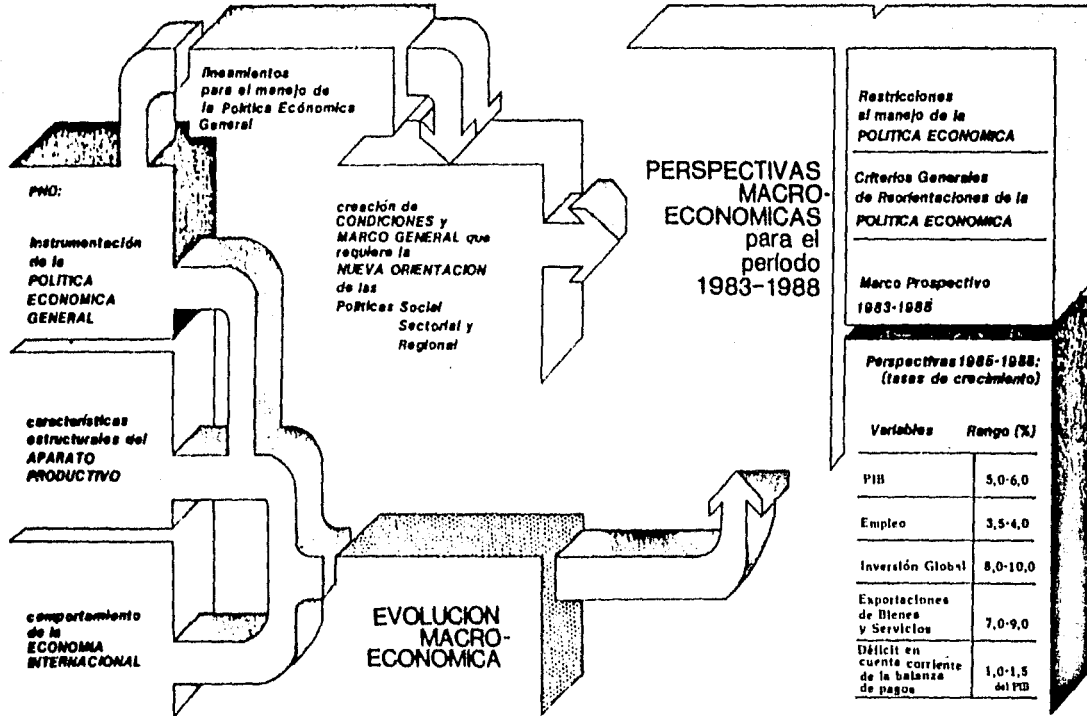 lineamientos
para el manejo de
la Política Ecónomica
General
PND:
Instrumentación
de la
POLITICA
ECONOMICA
GENERAL
características
estructurales del
APARATO
PRODUCTIVO
comportamiento
de la
ECONOMIA
INTERNACIONAL
creación de
CONDICIONES y
MARCO GENERAL que
requiere la
NUEVA ORIENTACION
de las
Políticas Social
Sectorial y
Regional
EVOLUCION
MACRO-
ECONOMICA
PERSPECTIVAS
MACRO-
ECONOMICAS
para el
período
1983-1988
Restricciones
al manejo de la
POLITICA ECONOMICA
Criterios Generales
de Reorientaciones de la
POLITICA ECONOMICA
Marco Prospectivo
1983-1988
Perspectivas 1985-1988:
(tasas de crecimiento)
Variables Rango (%)
PIB 5,0-6,0
Empleo 3,5-4,0
Inversión Global 8,0-10,0
Exportaciones
de Bienes
y Servicios 7,0-9,0
Déficit en
cuenta corriente
de la balanza 1,0-1,5
de pagos del PIB